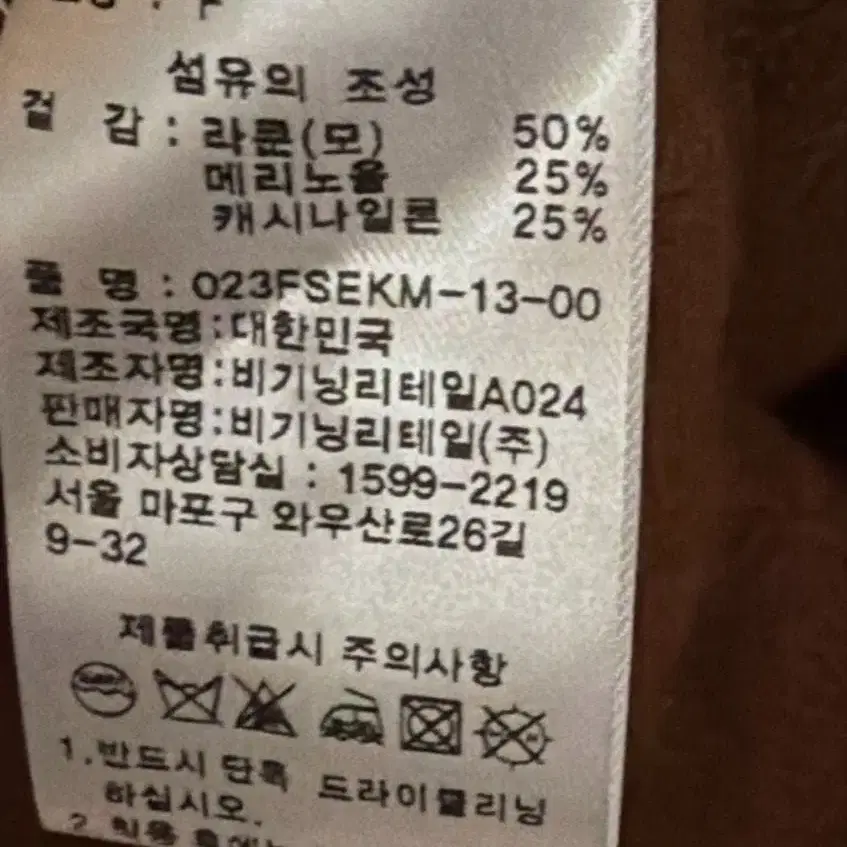 섬유의 조성
겉 감 : 라쿤(모) 50%
메리노울 25%
캐시나일론 25%
품 명 : O23FSEKM-13-00
제조국명:대한민국
제조자명:비기닝리테일A024
판매자명:비기닝리테일(주)
소비자상담실 : 1599-2219
서울 마포구 와우산로26길
9-32
제품취급시 주의사항
1.반드시 단독 드라이클리닝
하십시오.
2.